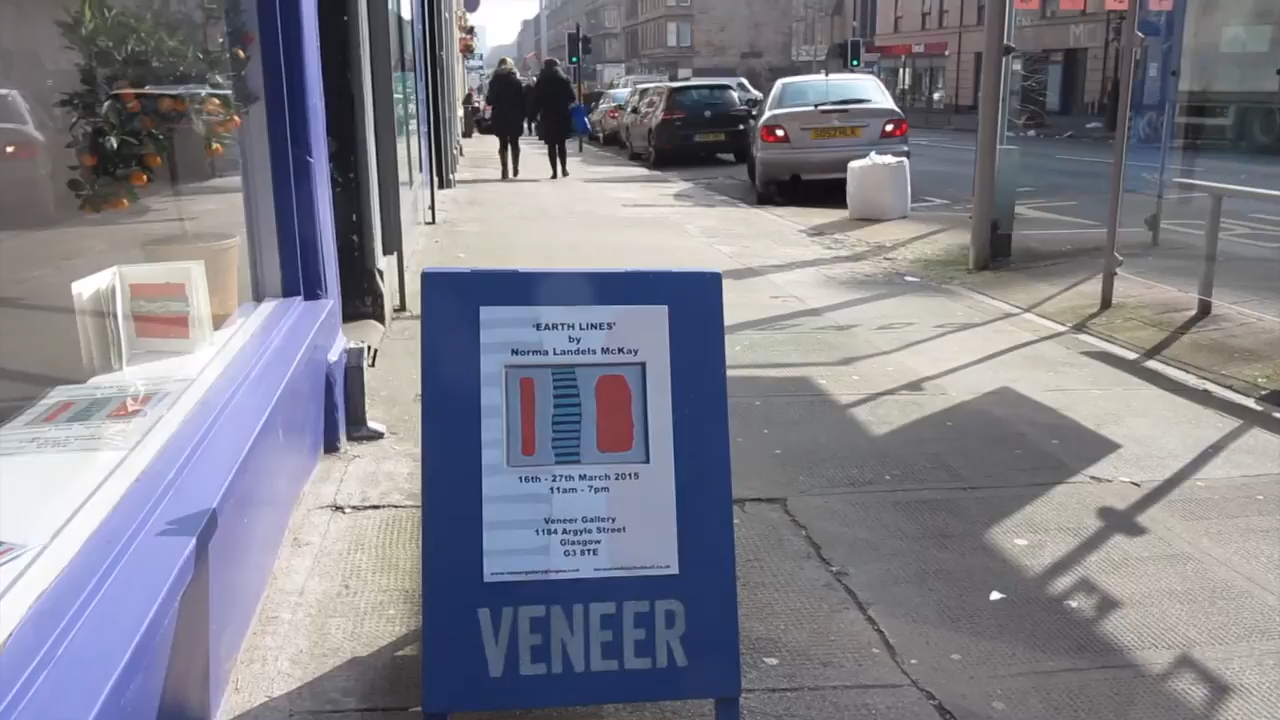 'EARTH LINES'
by
Norma Landels McKay
16th - 27th March 2015
11am - 7pm
Veneer Gallery
1184 Argyle Street
Glasgow
G3 8TE
VENEER